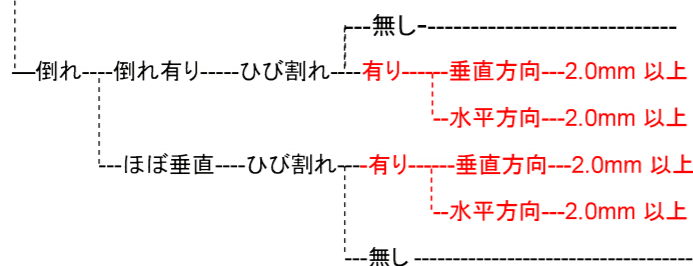 無し
倒れ 倒れ有り ひび割れ 有り 垂直方向 2.0mm 以上
水平方向 2.0mm 以上
ほぼ垂直 ひび割れ 有り 垂直方向 2.0mm 以上
水平方向 2.0mm 以上
無し